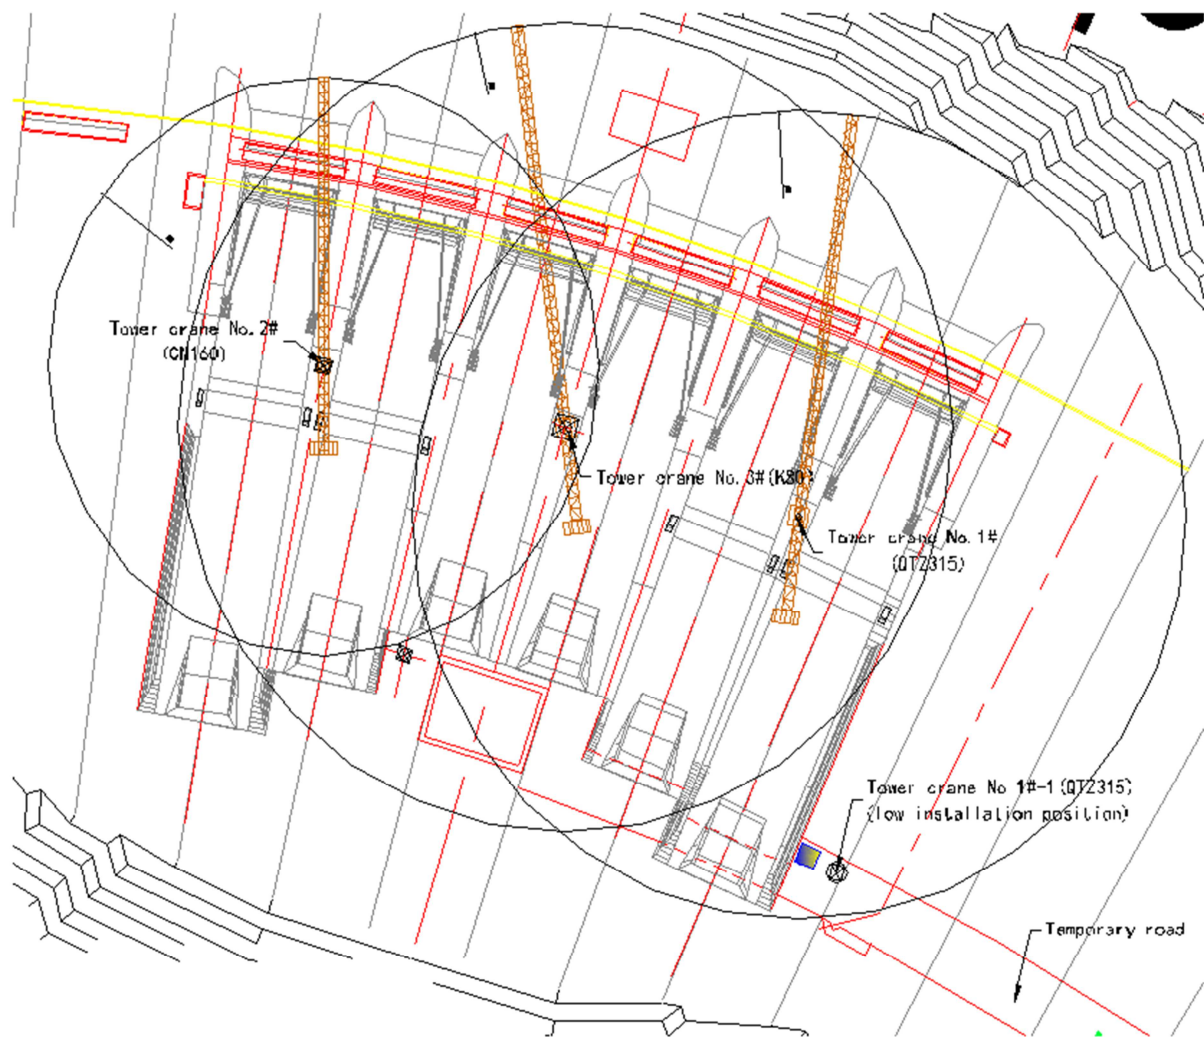 Tower crane No. 2#
(CN160)
Tower crane No. 3#(K80)
Tower crane No. 1#
(QTZ315)
Tower crane No 1#-1(QTZ315)
(low installation position)
Temporary road